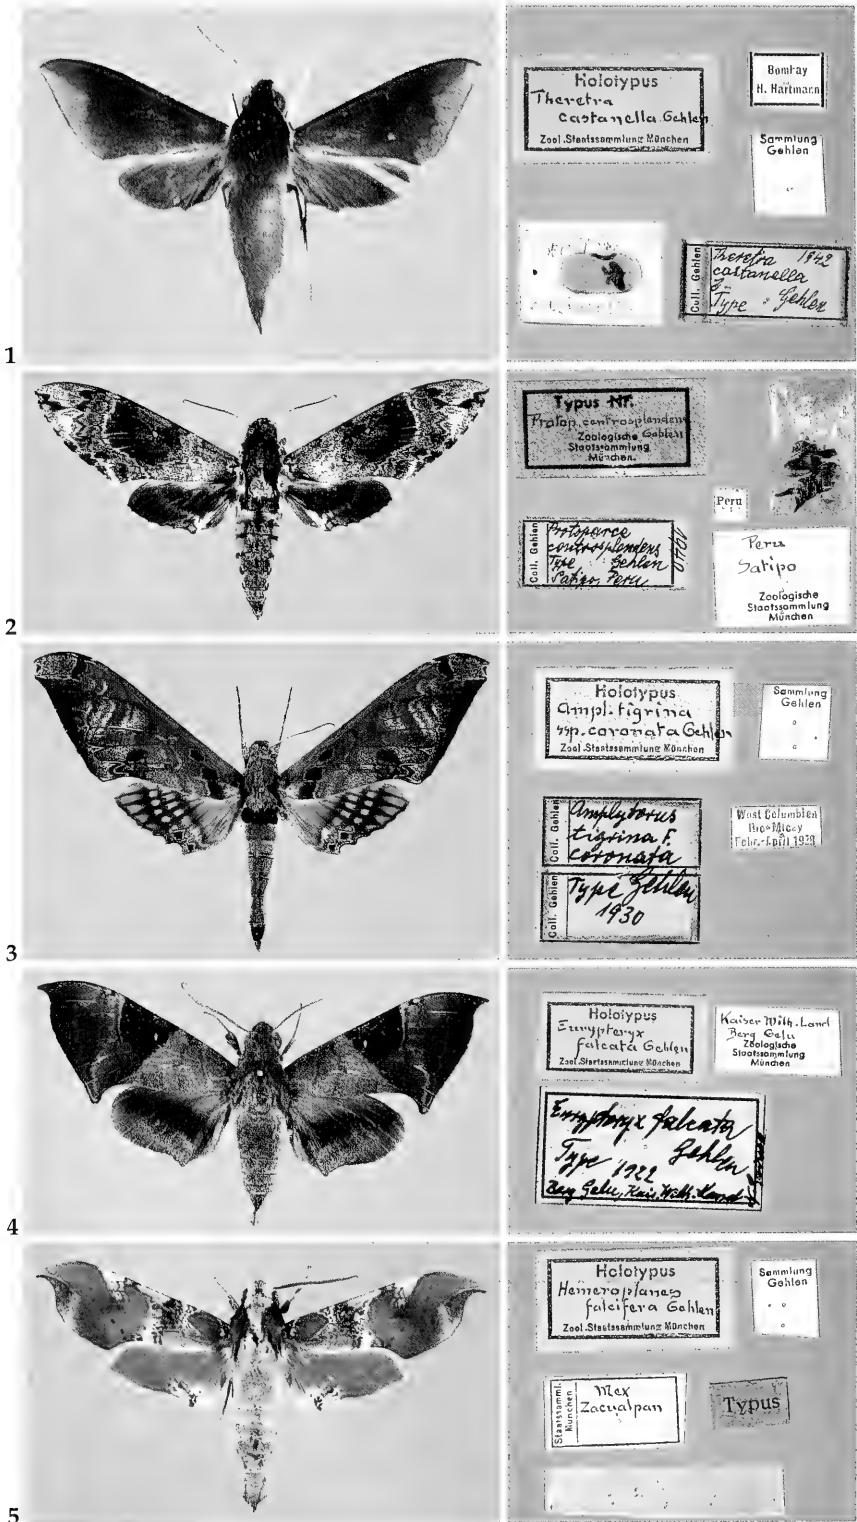 1
Holotypus
Theretra
castanella Gehlen
Zool.Staatssammlung München
Bombay
H. Hartmann
Sammlung
Gehlen
Coll. Gehlen
Theretra 1942
castanella
Type Gehlen
2
Typus Nr.
Protop. centrosplendens
Gehlen
Zoologische
Staatssammlung
München.
Peru
Coll. Gehlen
Protoparce
centrosplendens
Type Gehlen
Satipo, Peru
Peru
Satipo
Zoologische
Staatssammlung
München
3
Holotypus
Ampl. tigrina
ssp. coronata Gehlen
Zool.Staatssammlung München
Sammlung
Gehlen
Coll. Gehlen
Amplyterus
tigrina F.
coronata
Coll. Gehlen
Type Gehlen
1930
West Columbien
Rio-Micay
4
Holotypus
Eurypteryx
falcata Gehlen
Zool.Staatssammlung München
Kaiser Wilh. Land
Berg Gelu
Zoologische
Staatssammlung
München
Eurypteryx falcata
Type Gehlen
1922
Berg Gelu, Kais. Wilh. Land
5
Holotypus
Hemeroplanes
falcifera Gehlen
Zool.Staatssammlung München
Sammlung
Gehlen
Staatssamml.
München
Mex
Zacualpan
Typus